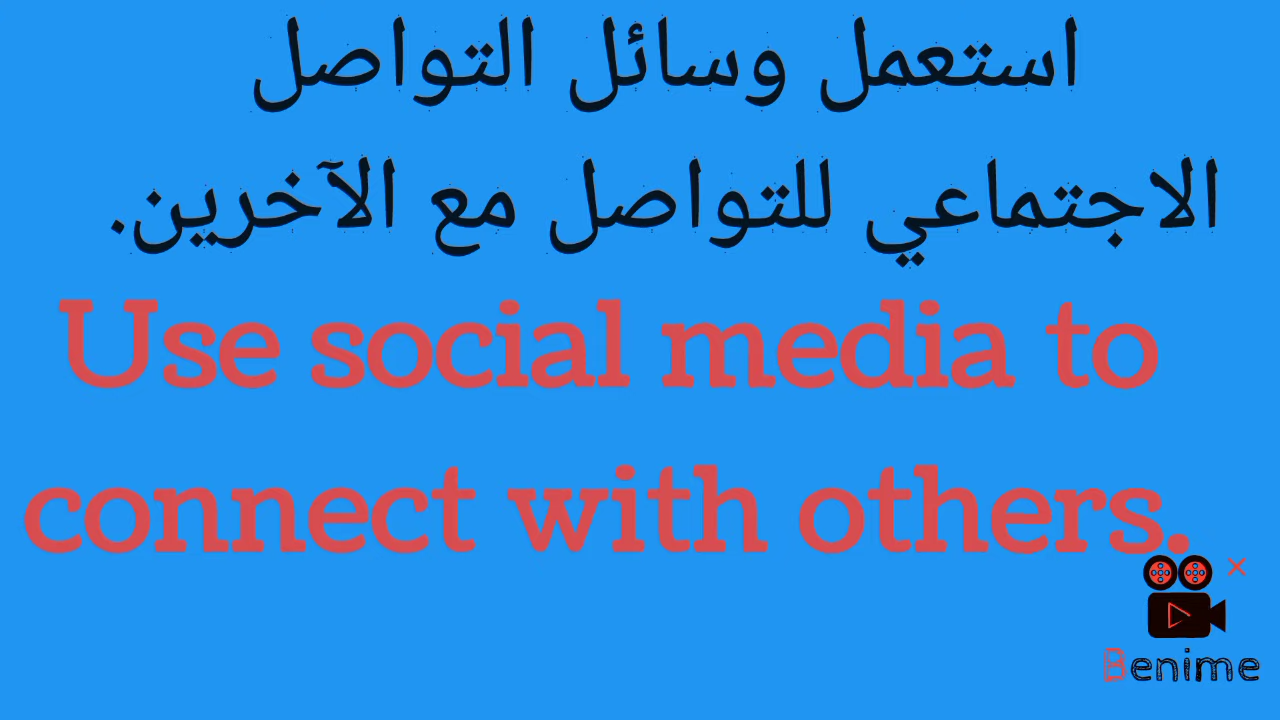 استعمل وسائل التواصل
الاجتماعي للتواصل مع الآخرين.
Use social media to
connect with others.
Benime